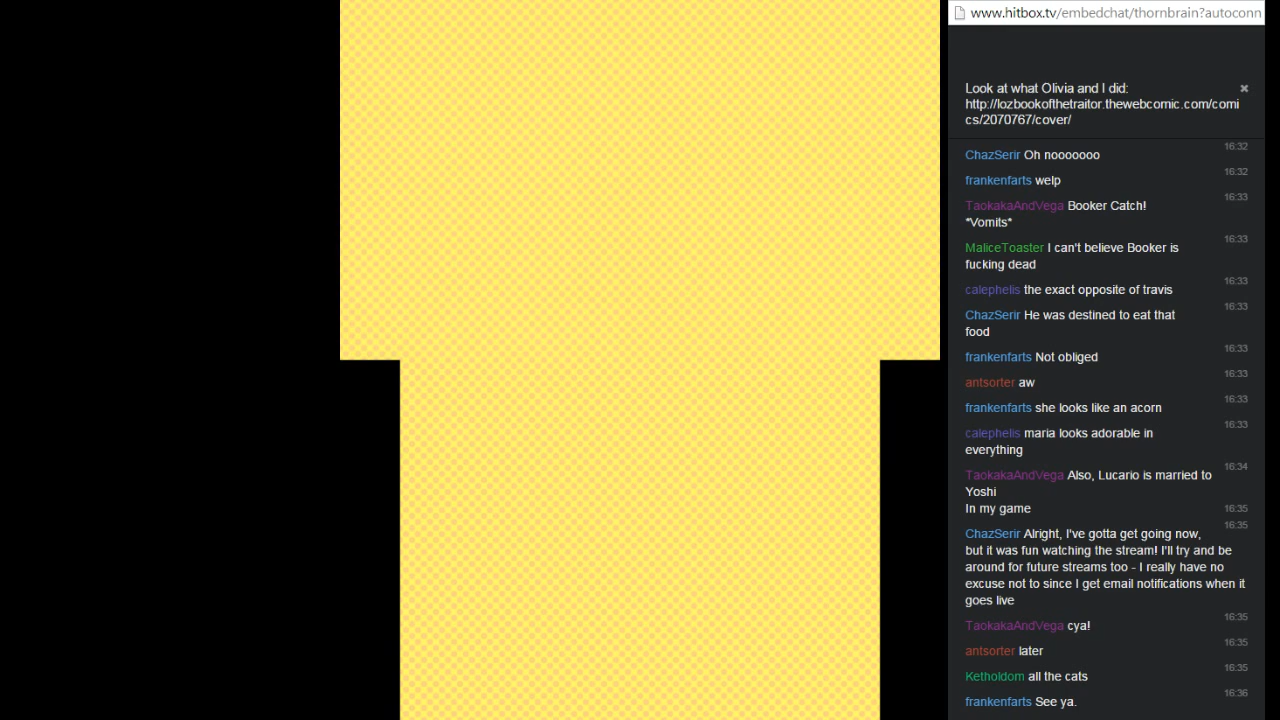 www.hitbox.tv/embedchat/thornbrain?autoconn
Look at what Olivia and I did:
http://lozbookofthetraitor.thewebcomic.com/comi
cs/2070767/cover/
16:32
ChazSerir Oh nooooooo
16:32
frankenfarts welp
16:33
TaokakaAndVega Booker Catch!
*Vomits*
16:33
MaliceToaster I can't believe Booker is
fucking dead
16:33
calephelis the exact opposite of travis
16:33
ChazSerir He was destined to eat that
food
16:33
frankenfarts Not obliged
16:33
antsorter aw
16:33
frankenfarts she looks like an acorn
16:33
calephelis maria looks adorable in
everything
16:34
TaokakaAndVega Also, Lucario is married to
Yoshi
In my game 16:35
16:35
ChazSerir Alright, I've gotta get going now,
but it was fun watching the stream! I'll try and be
around for future streams too - I really have no
excuse not to since I get email notifications when it
goes live
16:35
TaokakaAndVega cya!
16:35
antsorter later
16:35
Ketholdom all the cats
16:36
frankenfarts See ya.